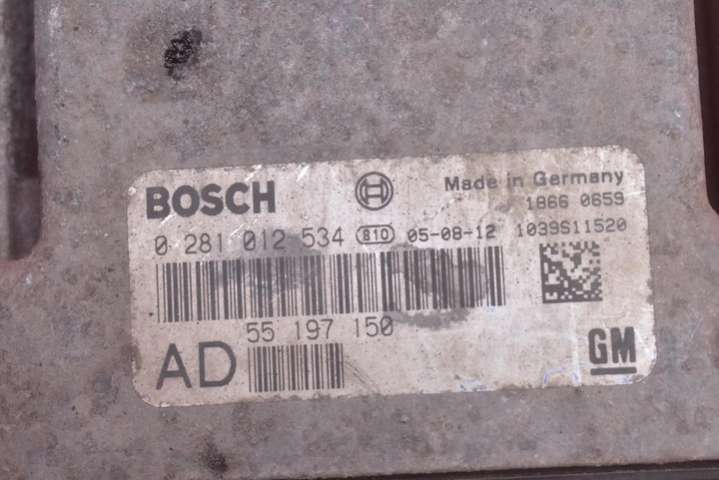 BOSCH Made in Germany
1866 0659
0 281 012 534 810 05-08-12 1039S11520
55 197 150
AD GM